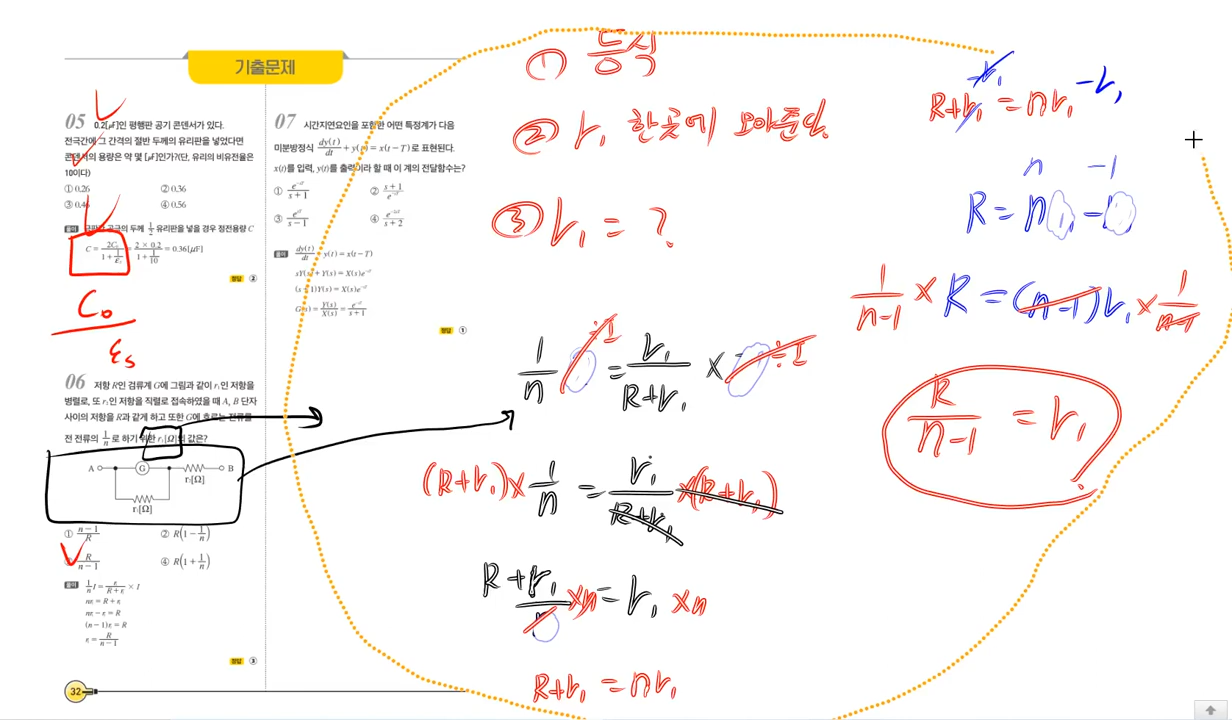 기출문제
05 0.2[μF]인 평행판 공기 콘덴서가 있다.
전극간에 그 간격의 절반 두께의 유리판을 넣었다면
콘덴서의 용량은 약 몇 [μF]인가?(단, 유리의 비유전율은
10이다)
① 0.26 ② 0.36
③ 0.46 ④ 0.56
풀이 공극의 두께 1/2 유리판을 넣을 경우 정전용량 C
C = 2C₀/(1 + 1/εₛ) = (2 × 0.2)/(1 + 1/10) = 0.36[μF]
정답 ②
C₀
εs
06 저항 R인 검류계 G에 그림과 같이 r₁인 저항을
병렬로, 또 r₂인 저항을 직렬로 접속하였을 때 A, B 단자
사이의 저항을 R과 같게 하고 또한 G에 흐르는 전류를
전 전류의 1/n로 하기 위한 r₁[Ω]의 값은?
A G B
r₂[Ω]
r₁[Ω]
① (n-1)/R ② R(1 - 1/n)
③ R/(n-1) ④ R(1 + 1/n)
풀이 1/n I = r₁/(R + r₁) × I
nr₁ = R + r₁
nr₁ - r₁ = R
(n-1)r₁ = R
r₁ = R/(n-1)
정답 ③
32
07 시간지연요인을 포함한 어떤 특정계가 다음
미분방정식 dy(t)/dt + y(t) = x(t-T)로 표현된다.
x(t)를 입력, y(t)를 출력이라 할 때 이 계의 전달함수는?
① e^-sT/(s+1) ② (s+1)/e^-sT
③ e^sT/(s-1) ④ e^-2sT/(s+2)
풀이 dy(t)/dt + y(t) = x(t-T)
sY(s) + Y(s) = X(s)e^-sT
(s+1)Y(s) = X(s)e^-sT
G(s) = Y(s)/X(s) = e^-sT/(s+1)
정답 ①
① 등식
② r₁ 한곳에 모아준다.
③ r₁ = ?
1/n ÷I = r₁/(R+r₁) × ÷I
(R+r₁)× 1/n = r₁/(R+r₁) ×(R+r₁)
(R+r₁)/n ×n = r₁ ×n
R+r₁ = nr₁
-r₁
R+r₁ = nr₁ -r₁
n -1
R = n -
1/(n-1) × R = (n-1)r₁ × 1/(n-1)
R/(n-1) = r₁